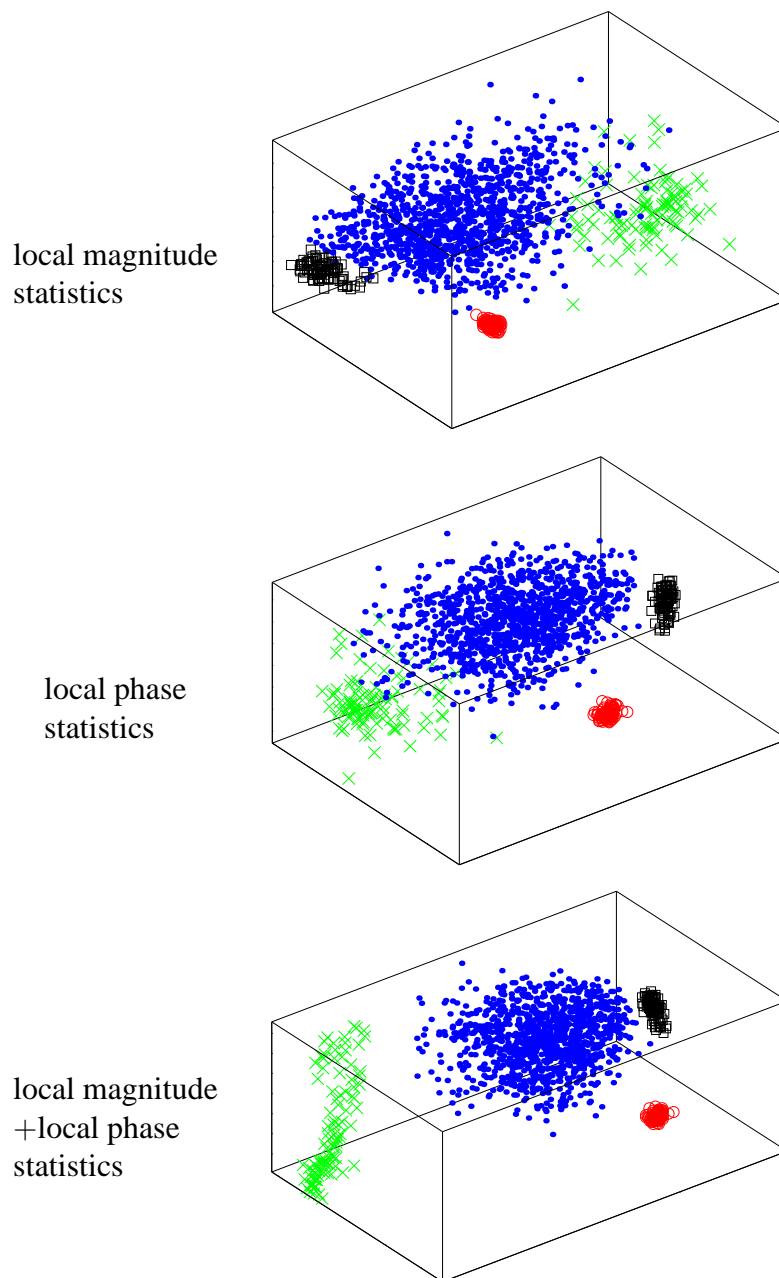 local magnitude
statistics
local phase
statistics
local magnitude
+local phase
statistics